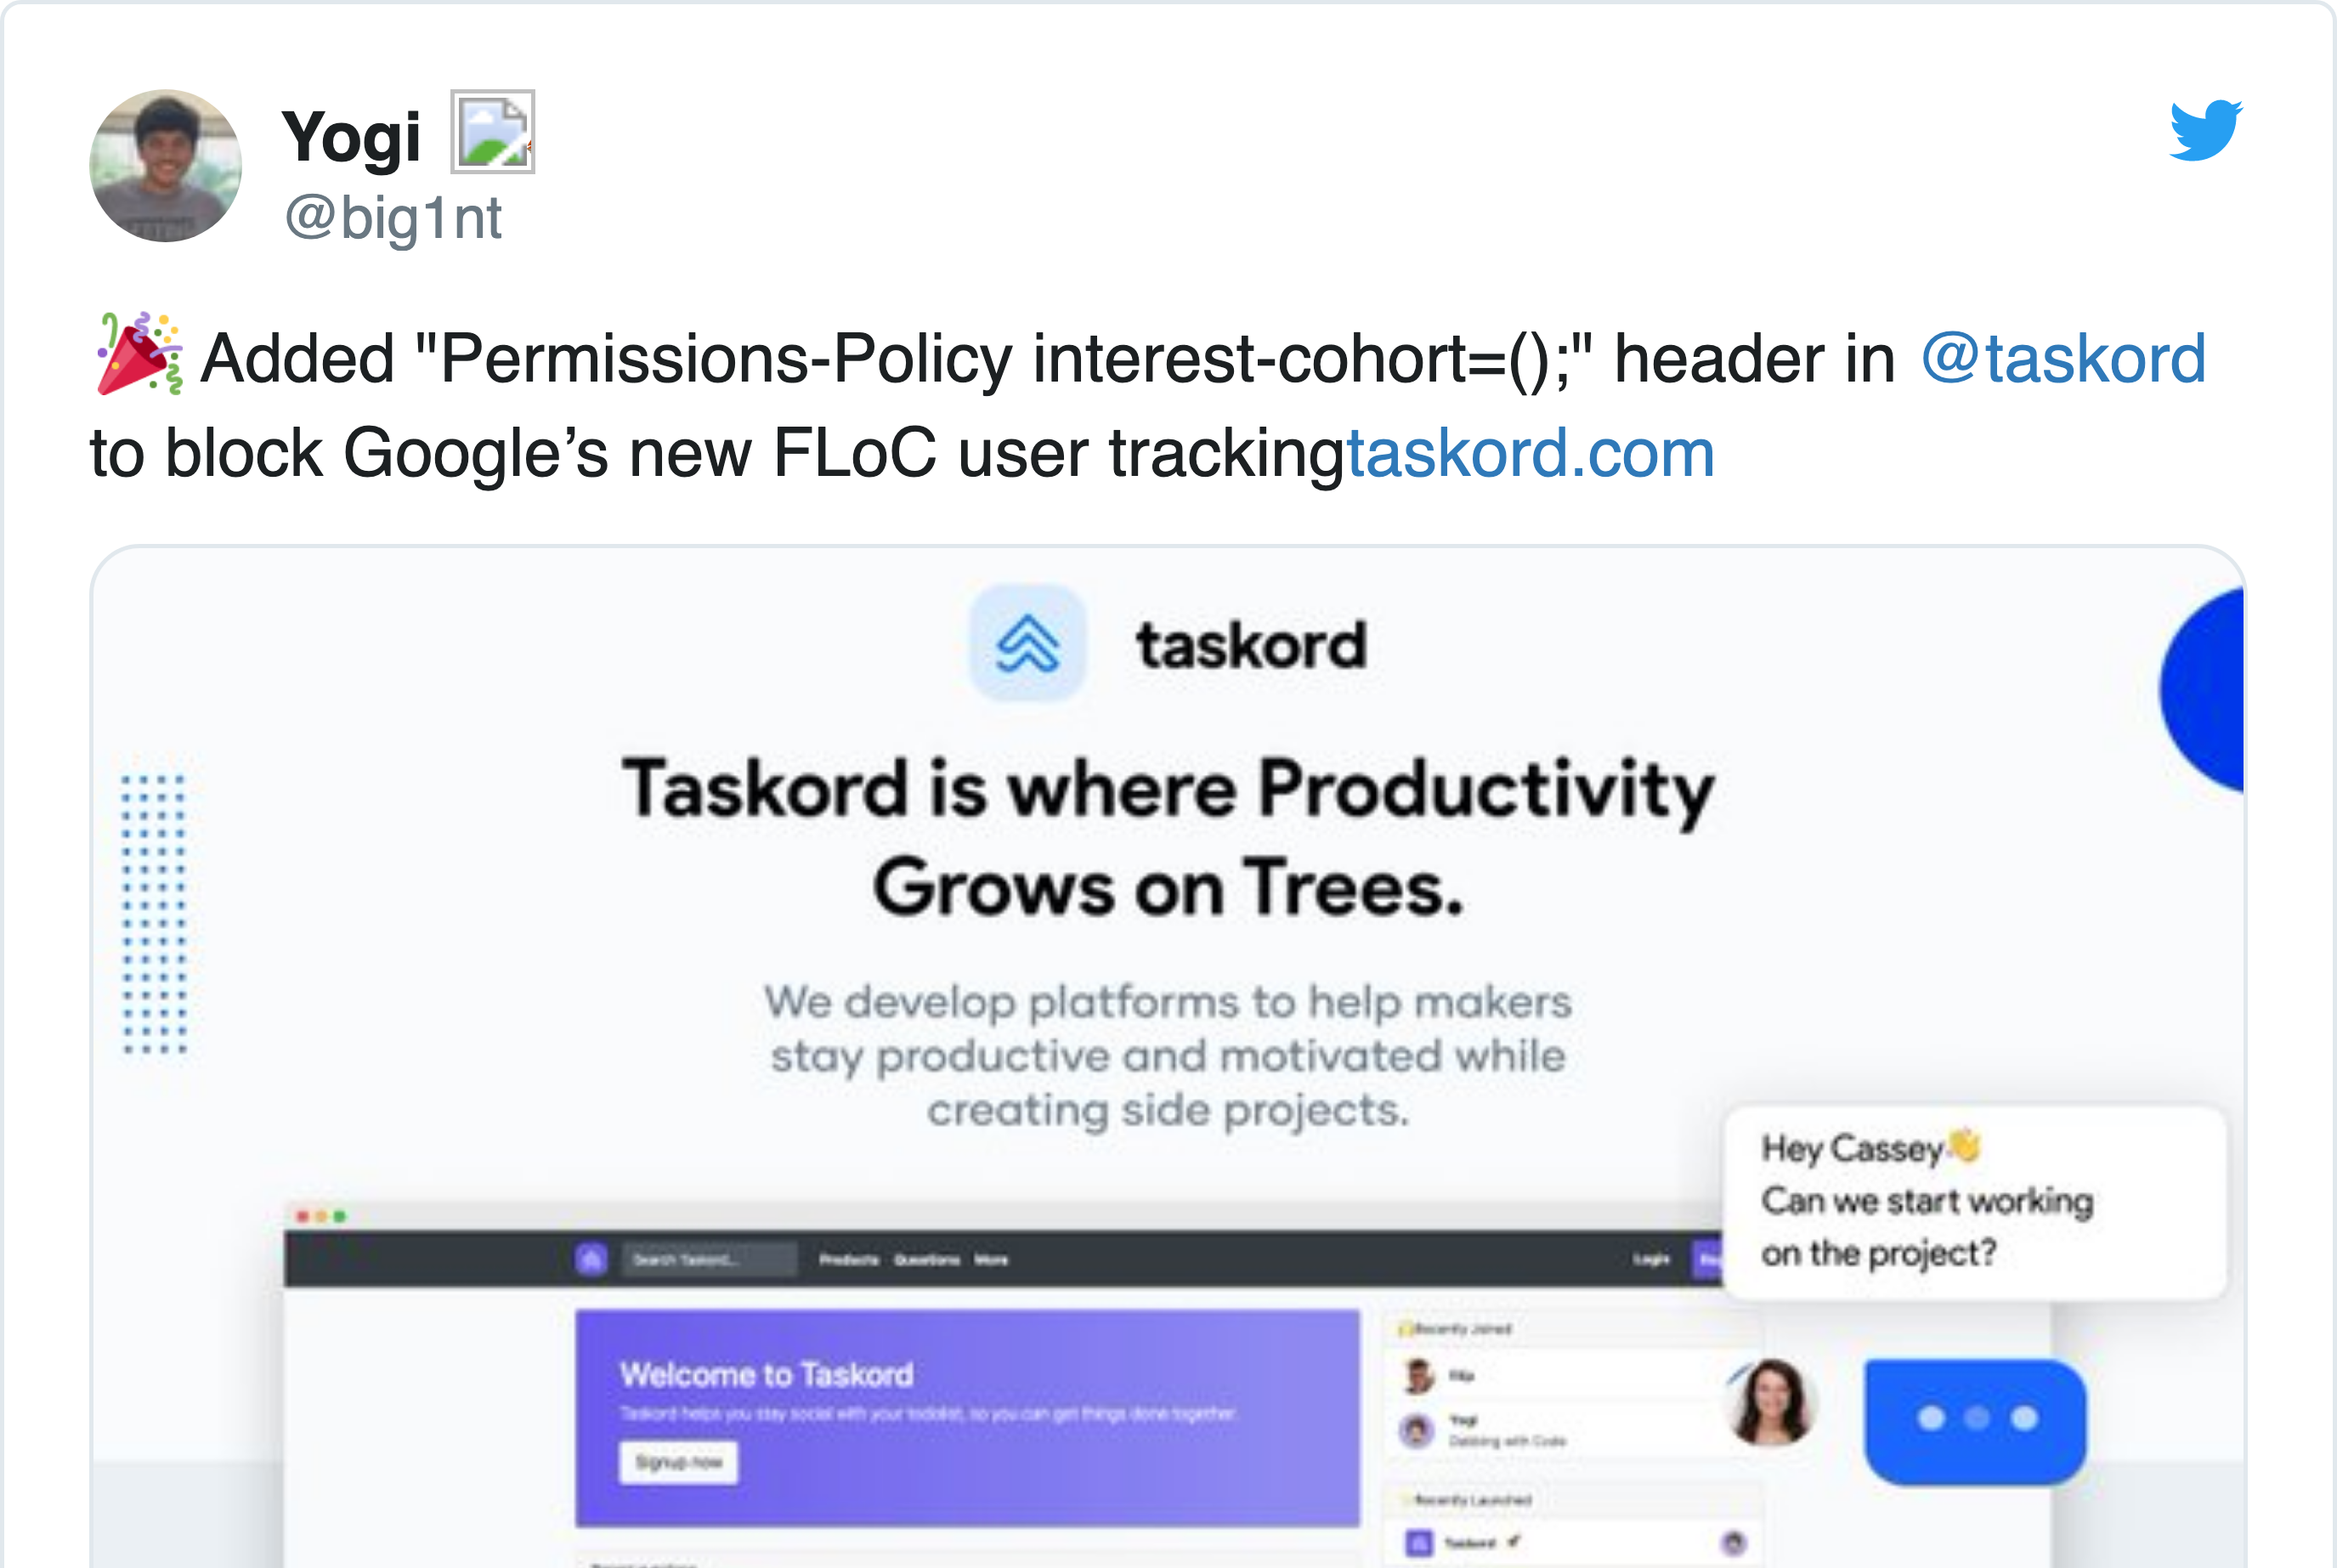 Yogi
@big1nt
🎉 Added "Permissions-Policy interest-cohort=();" header in @taskord
to block Google’s new FLoC user trackingtaskord.com
taskord
Taskord is where Productivity
Grows on Trees.
We develop platforms to help makers
stay productive and motivated while
creating side projects.
Hey Cassey👋
Can we start working
on the project?
Search Taskord... Products Questions More Login
Welcome to Taskord
Taskord helps you stay social with your todolist, so you can get things done together.
Signup now
Recently Joined
Yogi
Dabbing with Code
Recently Launched
Taskord